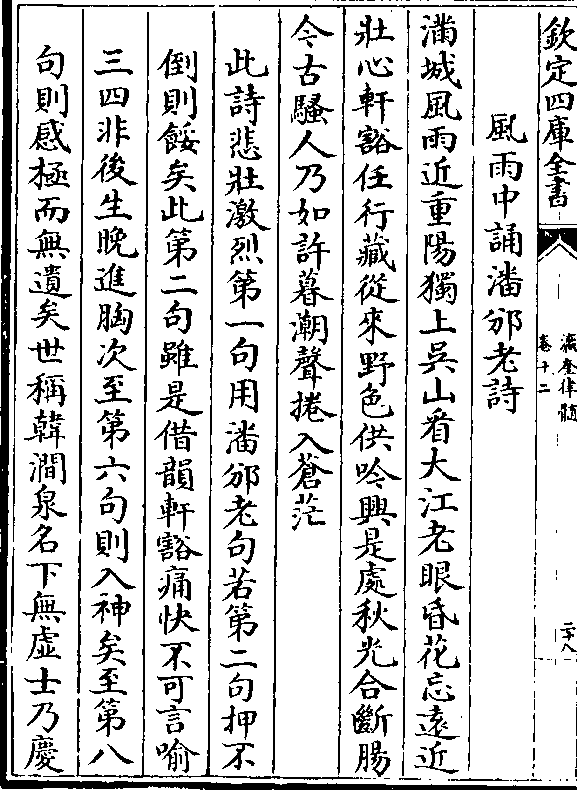 欽定四庫全書
瀛奎律髓
卷十二
二十八
風雨中誦潘邠老詩
滿城風雨近重陽獨上吳山看大江老眼昏花忘遠近
壯心軒豁任行藏從來野色供吟興是處秋光合斷腸
今古騷人乃如許暮潮聲捲入蒼茫
此詩悲壯激烈第一句用潘邠老句若第二句押不
倒則餒矣此第二句雖是借韻軒豁痛快不可言喻
三四非後生晚進胸次至第六句則入神矣至第八
句則感極而無遺矣世稱韓澗泉名下無虛士乃慶